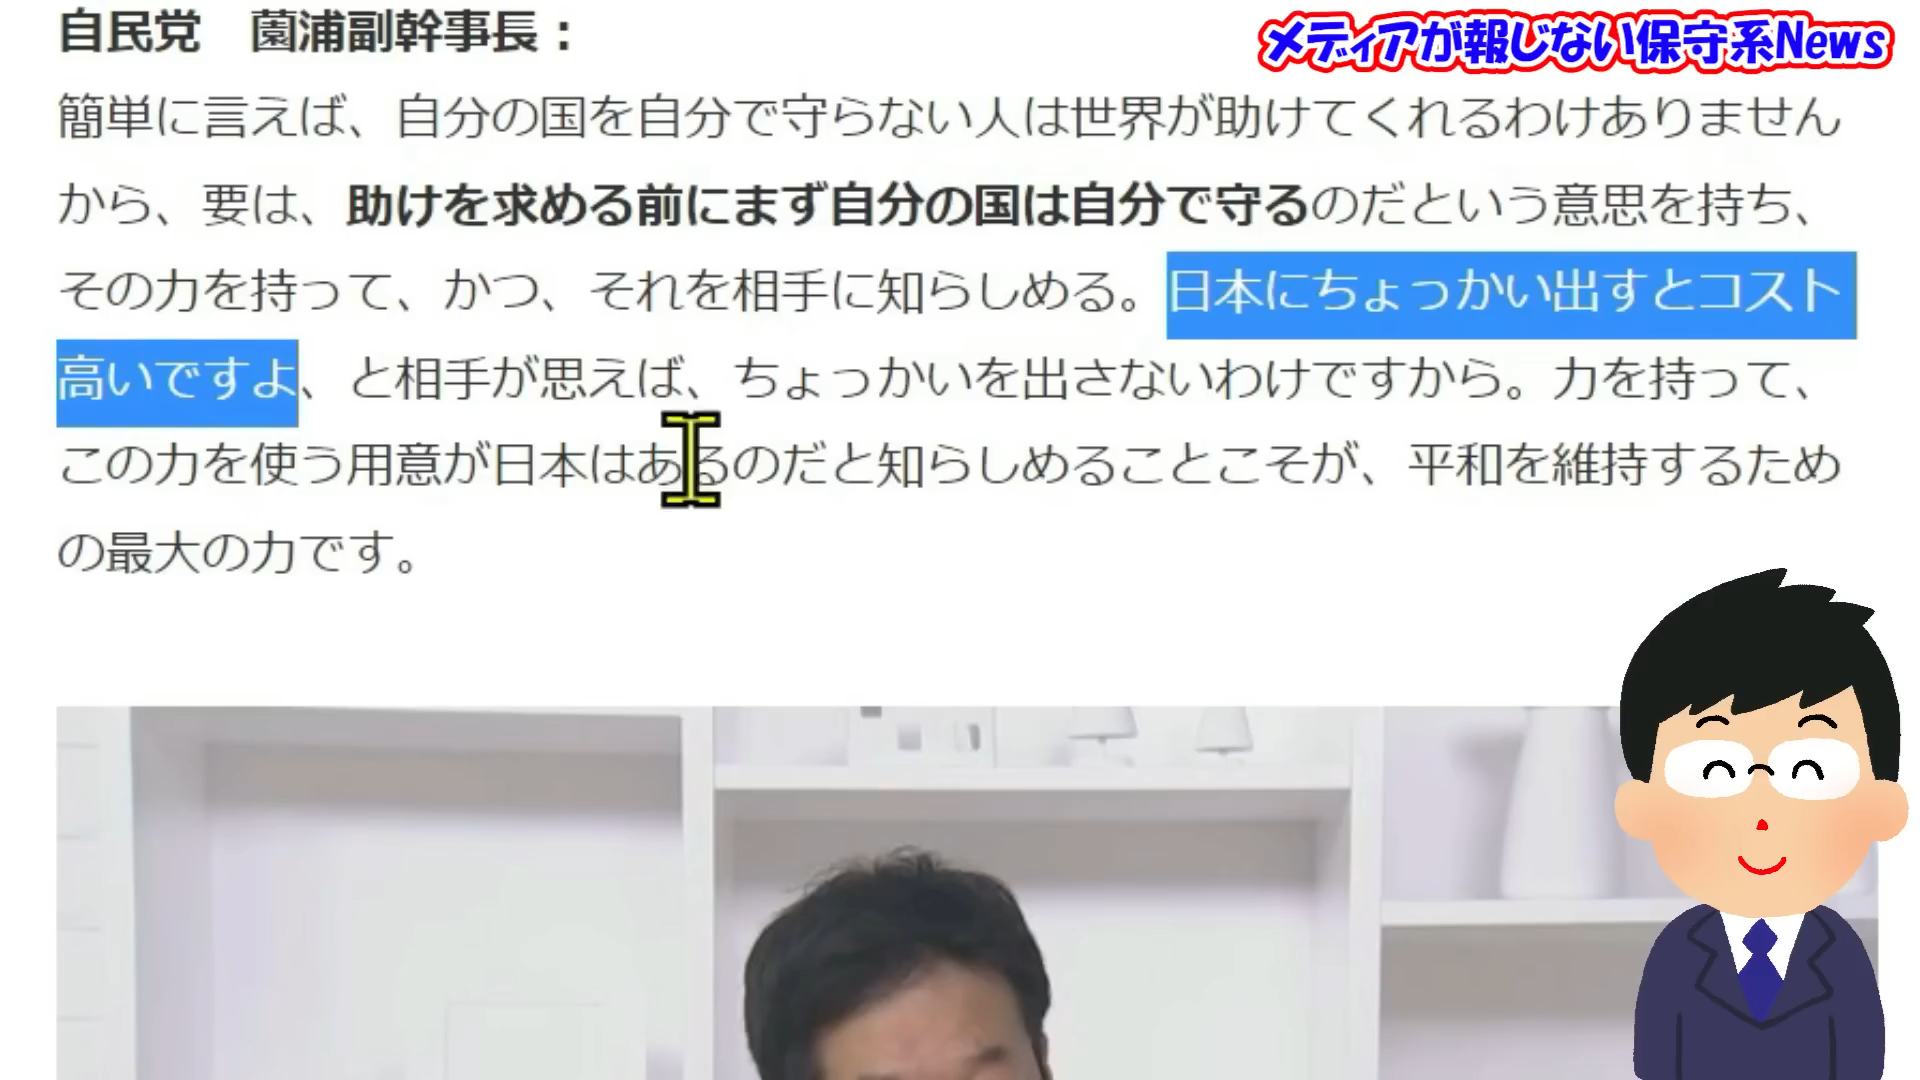 自民党　薗浦副幹事長：
メディアが報じない保守系News
簡単に言えば、自分の国を自分で守らない人は世界が助けてくれるわけありません
から、要は、助けを求める前にまず自分の国は自分で守るのだという意思を持ち、
その力を持って、かつ、それを相手に知らしめる。日本にちょっかい出すとコスト
高いですよ、と相手が思えば、ちょっかいを出さないわけですから。力を持って、
この力を使う用意が日本はあるのだと知らしめることこそが、平和を維持するため
の最大の力です。